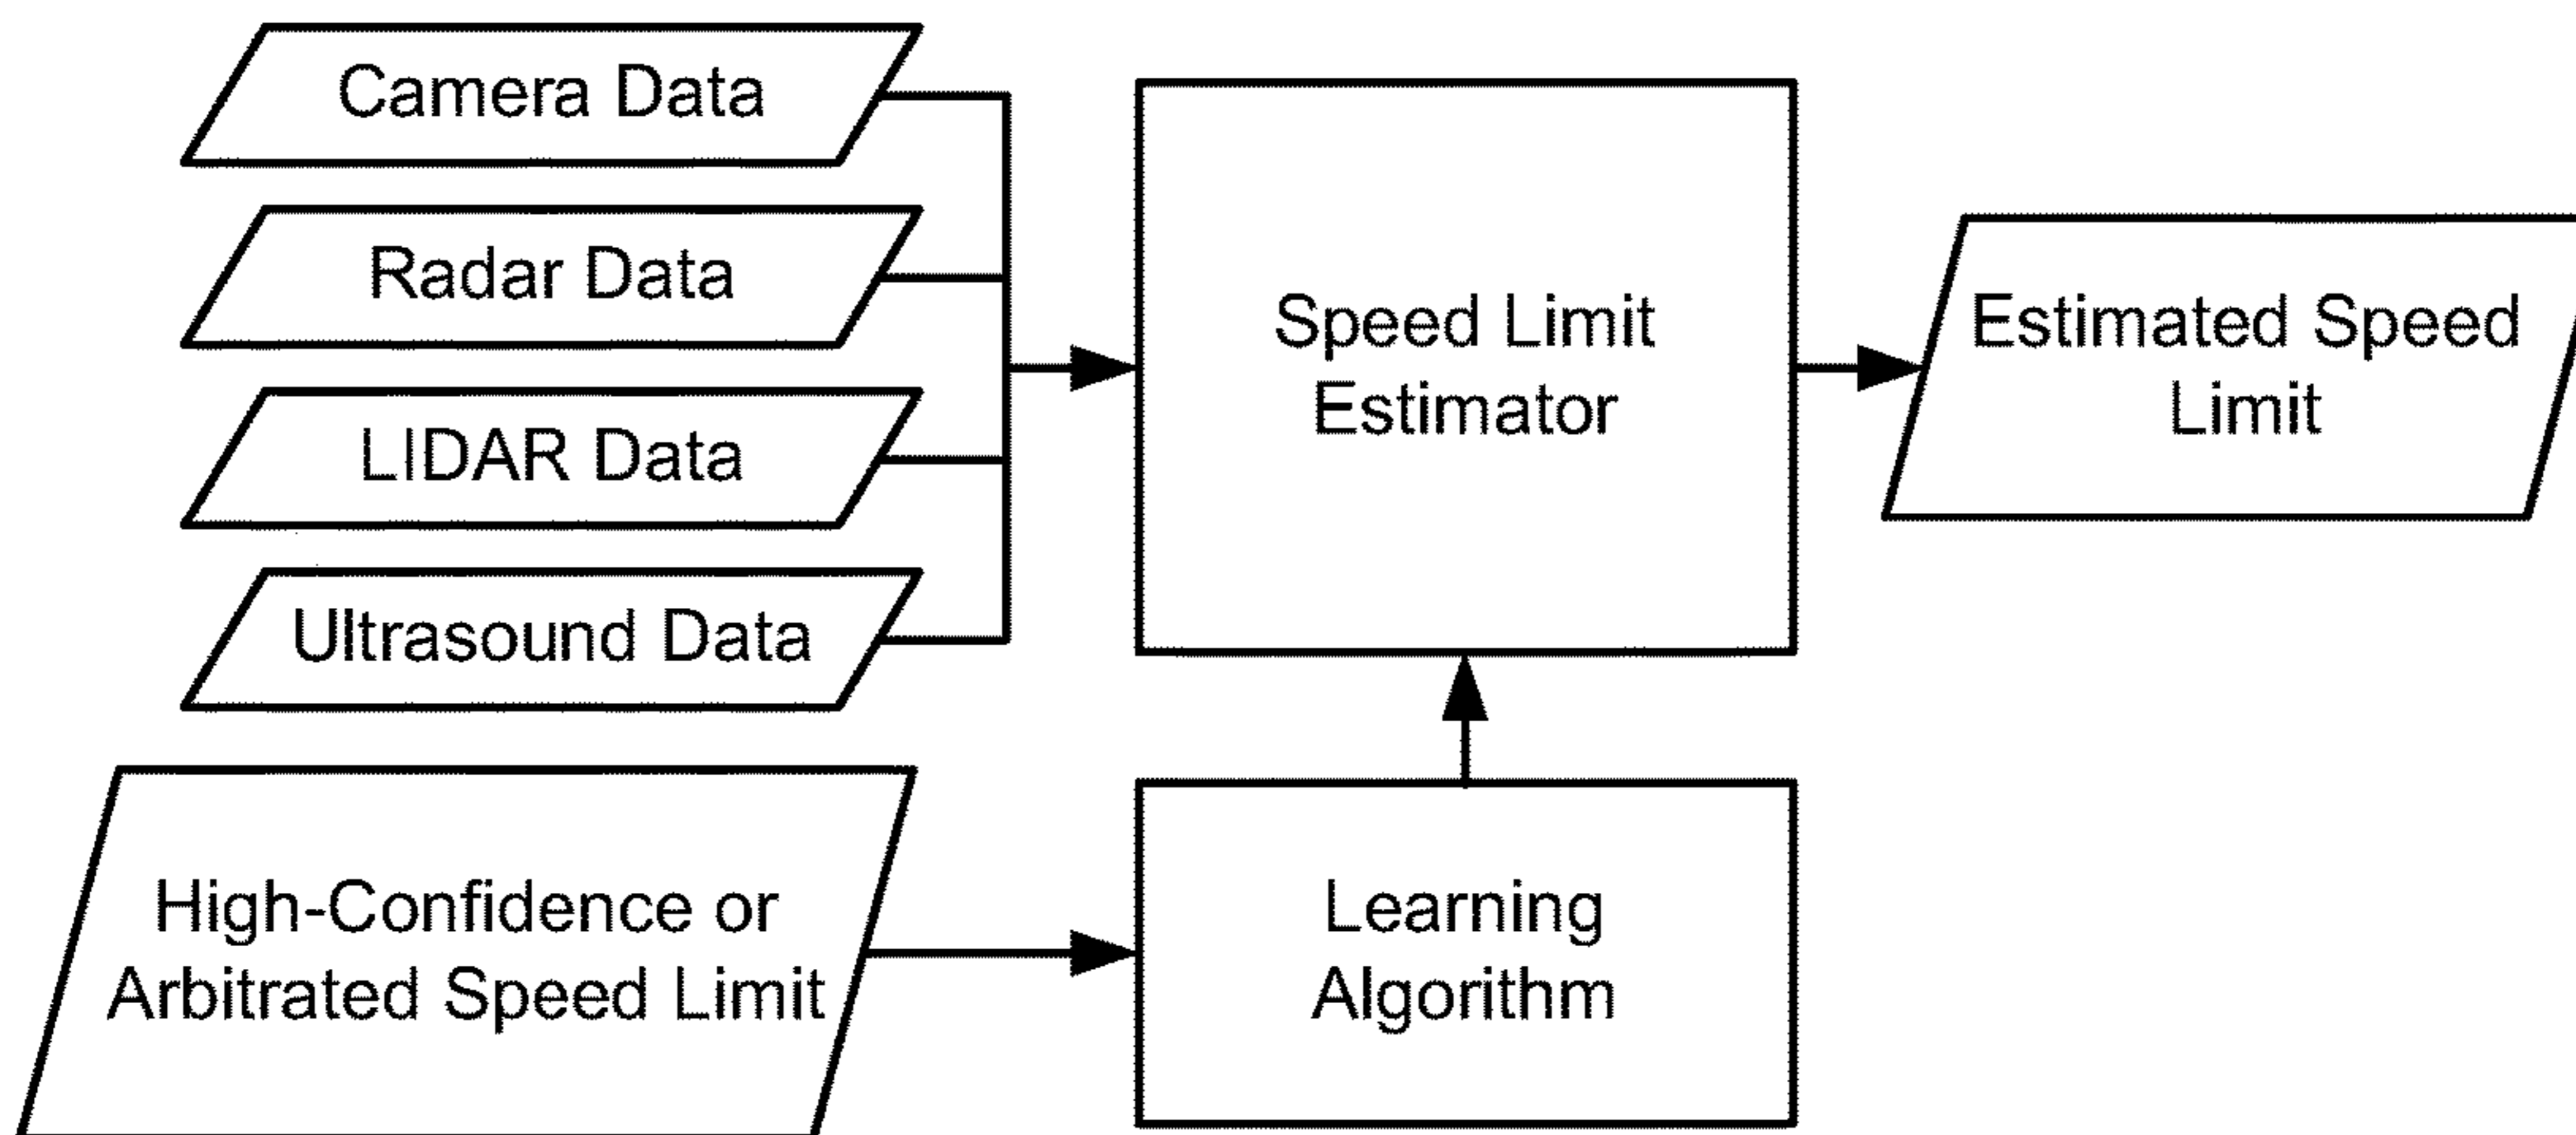 Camera Data
Radar Data
LIDAR Data
Ultrasound Data
Speed Limit
Estimator
Estimated Speed
Limit
High-Confidence or
Arbitrated Speed Limit
Learning
Algorithm